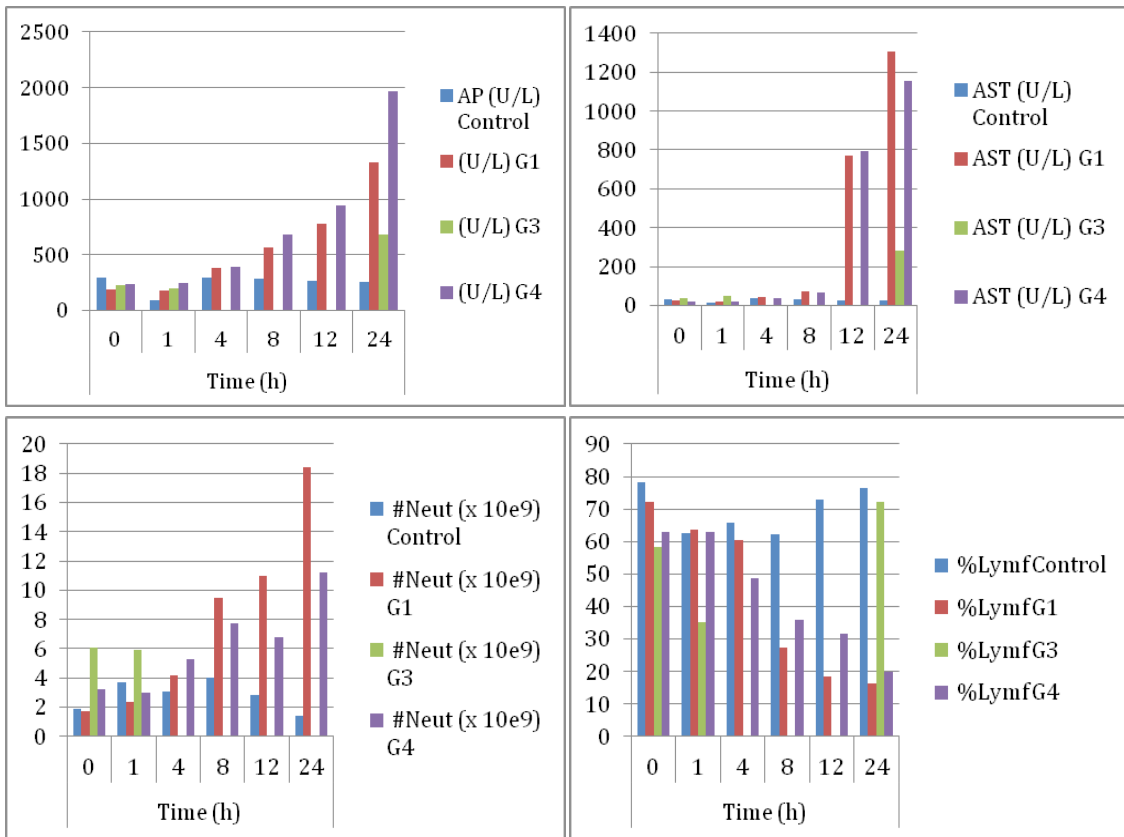 2500
2000
1500
1000
500
0
0 1 4 8 12 24
Time (h)
AP (U/L)
Control
(U/L) G1
(U/L) G3
(U/L) G4
1400
1200
1000
800
600
400
200
0
0 1 4 8 12 24
Time (h)
AST (U/L)
Control
AST (U/L) G1
AST (U/L) G3
AST (U/L) G4
20
18
16
14
12
10
8
6
4
2
0
0 1 4 8 12 24
Time (h)
#Neut (x 10e9)
Control
#Neut (x 10e9)
G1
#Neut (x 10e9)
G3
#Neut (x 10e9)
G4
90
80
70
60
50
40
30
20
10
0
0 1 4 8 12 24
Time (h)
%LymfControl
%LymfG1
%LymfG3
%LymfG4